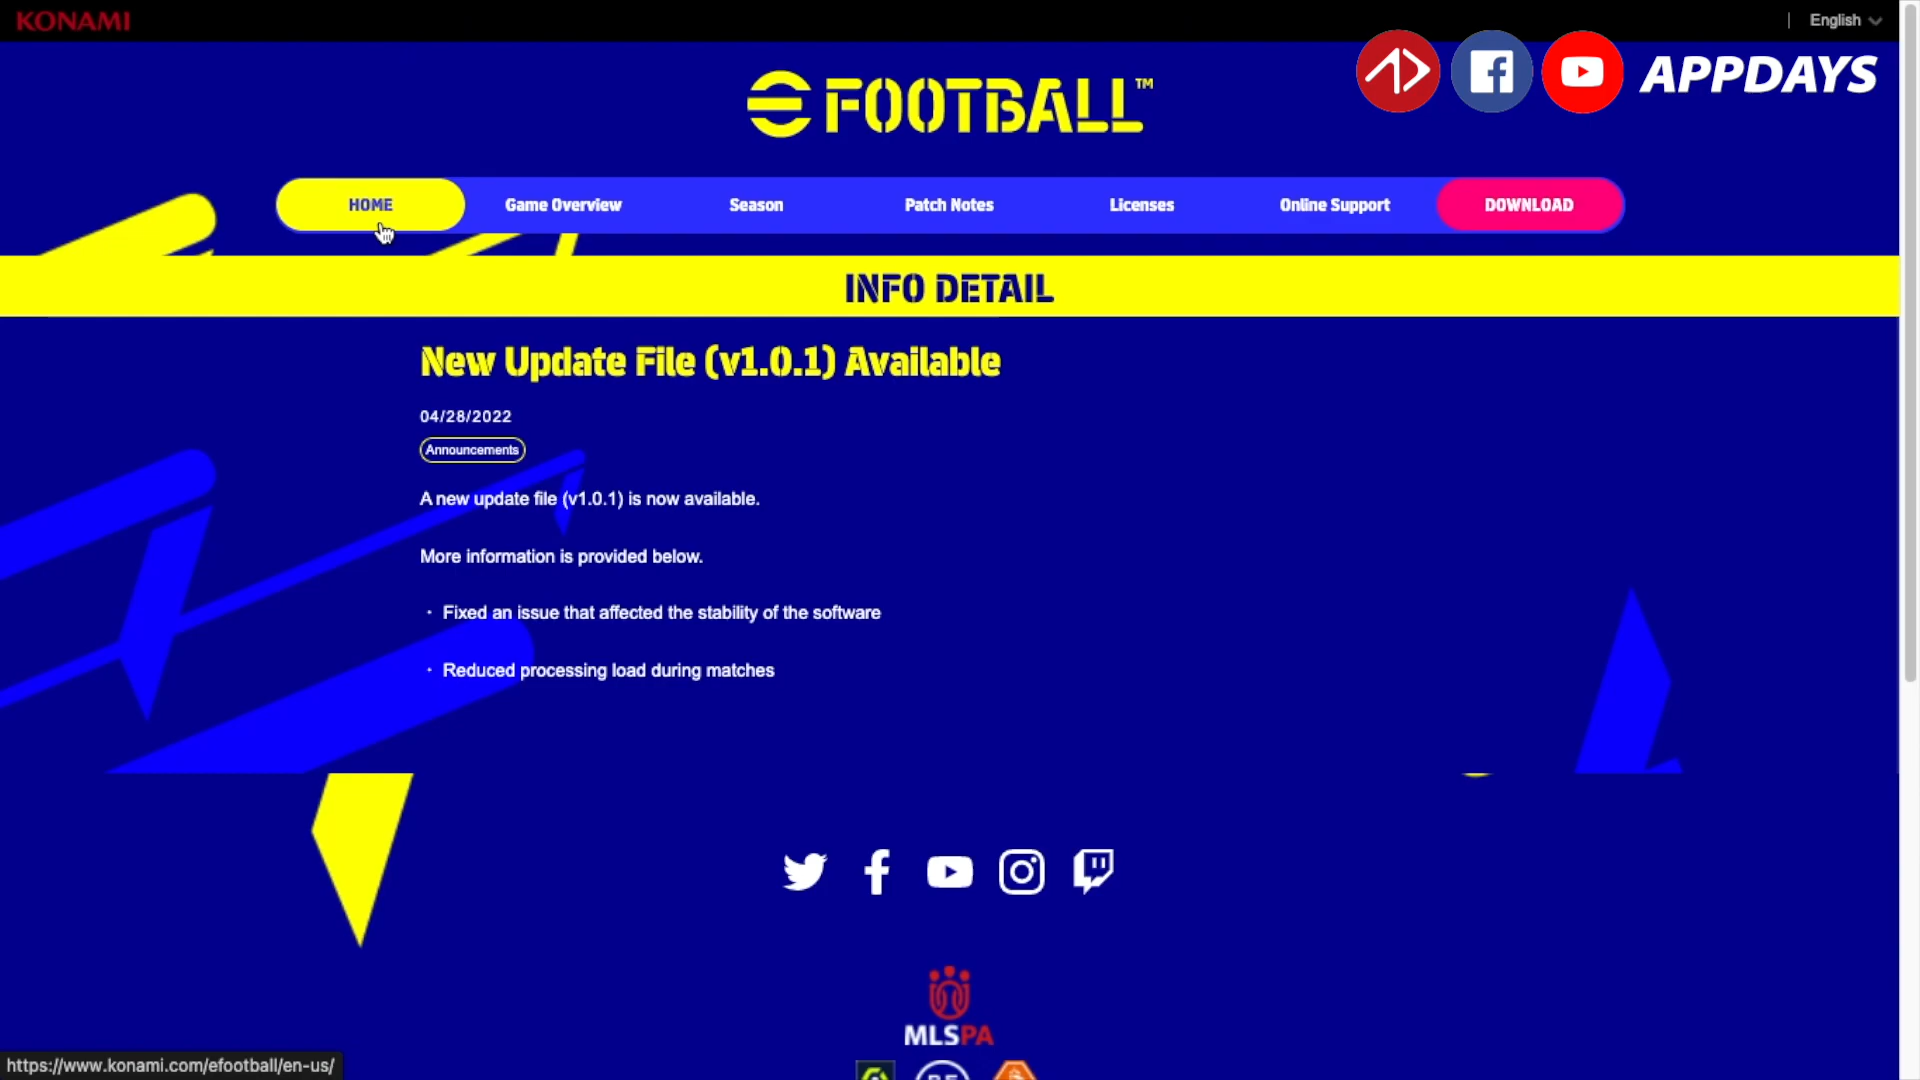 KONAMI
| English
APPDAYS
FOOTBALL™
HOME
Game Overview
Season
Patch Notes
Licenses
Online Support
DOWNLOAD
INFO DETAIL
New Update File (v1.0.1) Available
04/28/2022
Announcements
A new update file (v1.0.1) is now available.
More information is provided below.
・ Fixed an issue that affected the stability of the software
・ Reduced processing load during matches
MLSPA
https://www.konami.com/efootball/en-us/